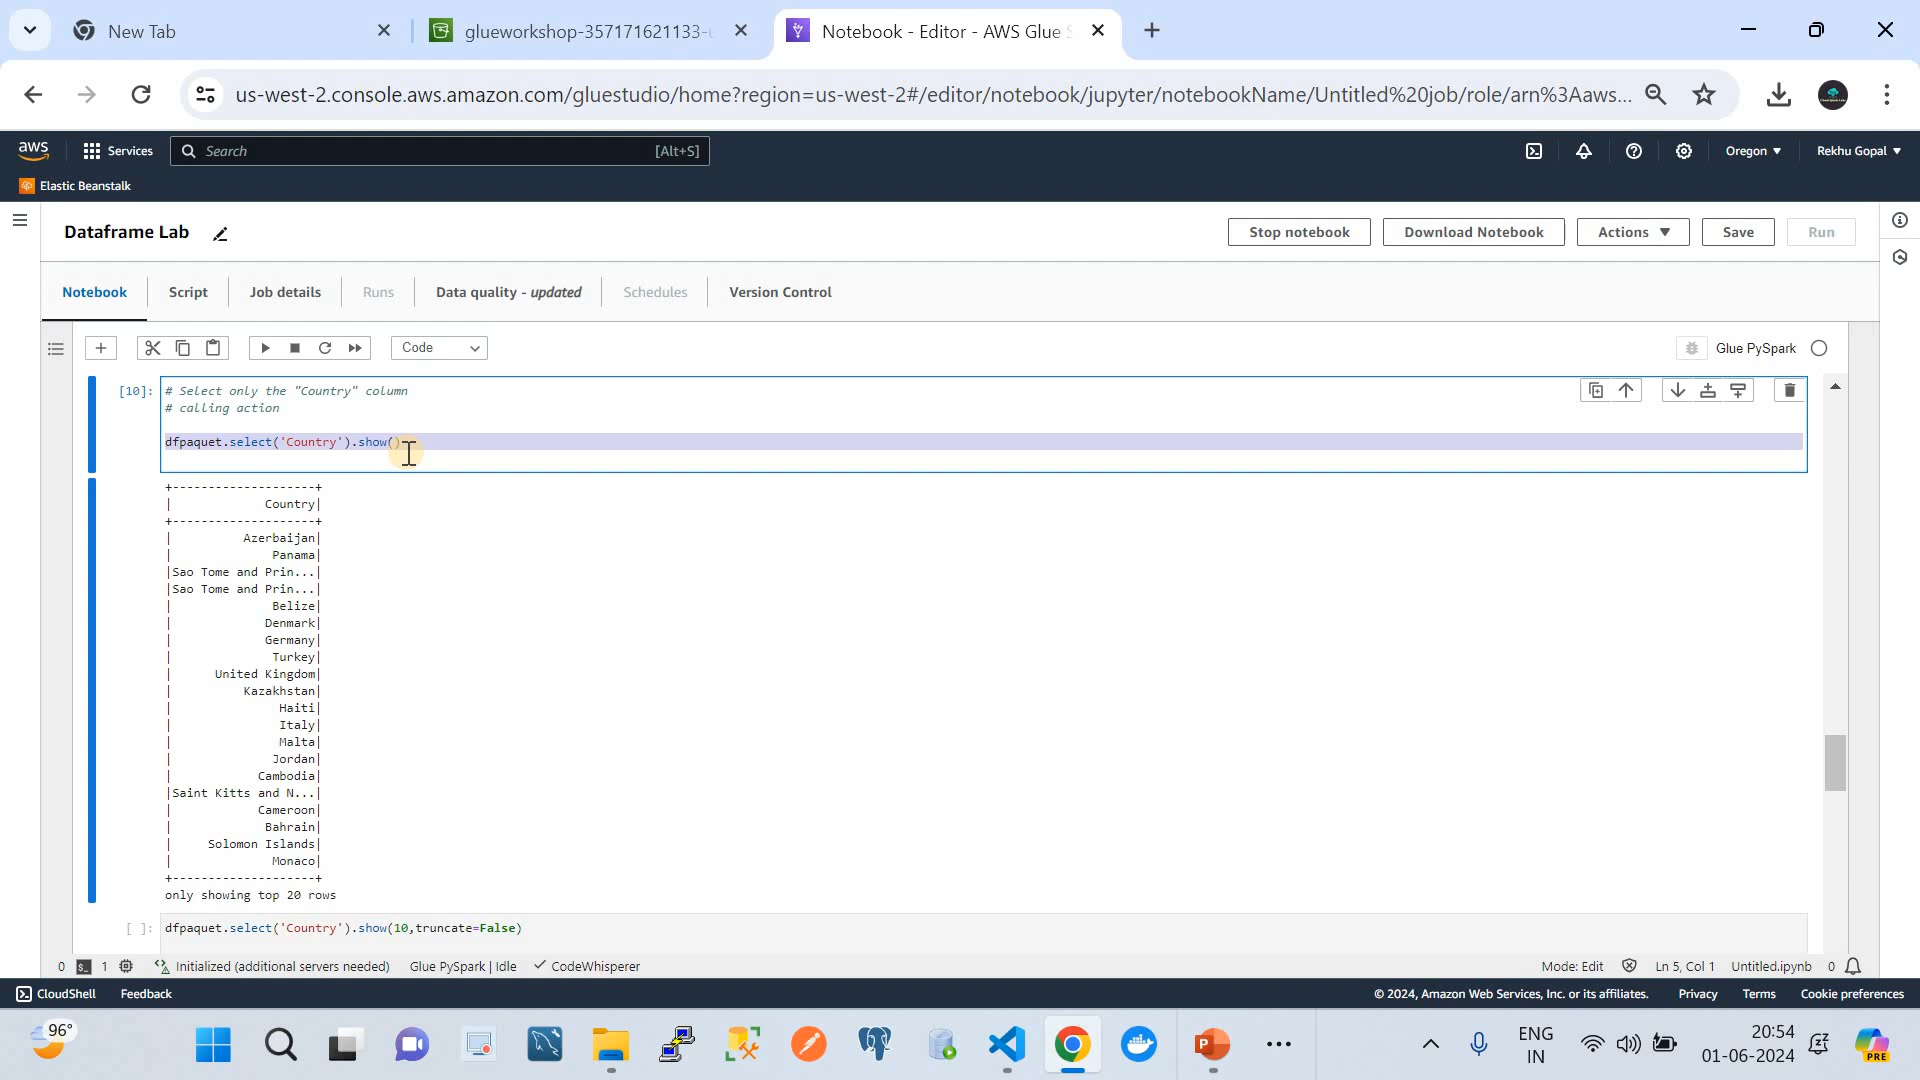 New Tab
glueworkshop-357171621133-u
Notebook - Editor - AWS Glue S
us-west-2.console.aws.amazon.com/gluestudio/home?region=us-west-2#/editor/notebook/jupyter/notebookName/Untitled%20job/role/arn%3Aaws...
aws
Services
Search
[Alt+S]
Oregon
Rekhu Gopal
Elastic Beanstalk
Dataframe Lab
Stop notebook
Download Notebook
Actions
Save
Run
Notebook
Script
Job details
Runs
Data quality - updated
Schedules
Version Control
Code
Glue PySpark
[10]: # Select only the "Country" column
# calling action
dfpaquet.select('Country').show()
+--------------------+
| Country|
+--------------------+
| Azerbaijan|
| Panama|
|Sao Tome and Prin...|
|Sao Tome and Prin...|
| Belize|
| Denmark|
| Germany|
| Turkey|
| United Kingdom|
| Kazakhstan|
| Haiti|
| Italy|
| Malta|
| Jordan|
| Cambodia|
|Saint Kitts and N...|
| Cameroon|
| Bahrain|
| Solomon Islands|
| Monaco|
+--------------------+
only showing top 20 rows
[ ]: dfpaquet.select('Country').show(10,truncate=False)
0
1
Initialized (additional servers needed)
Glue PySpark | Idle
CodeWhisperer
Mode: Edit
Ln 5, Col 1
Untitled.ipynb
0
CloudShell
Feedback
© 2024, Amazon Web Services, Inc. or its affiliates.
Privacy
Terms
Cookie preferences
96°
ENG
IN
20:54
01-06-2024
PRE